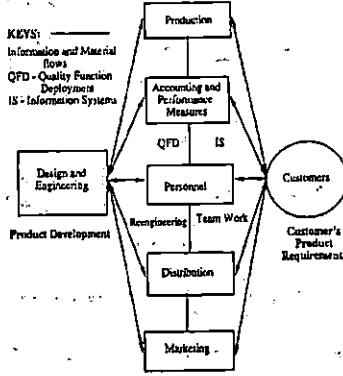 Production
KEYS:
Information and Material
flows
QFD - Quality Function
Deployment
IS - Information Systems
Accounting and
Performance
Measures
QFD IS
Design and
Engineering
Personnel
Customers
Product Development
Reengineering Team Work
Customer's
Product
Requirement
Distribution
Marketing